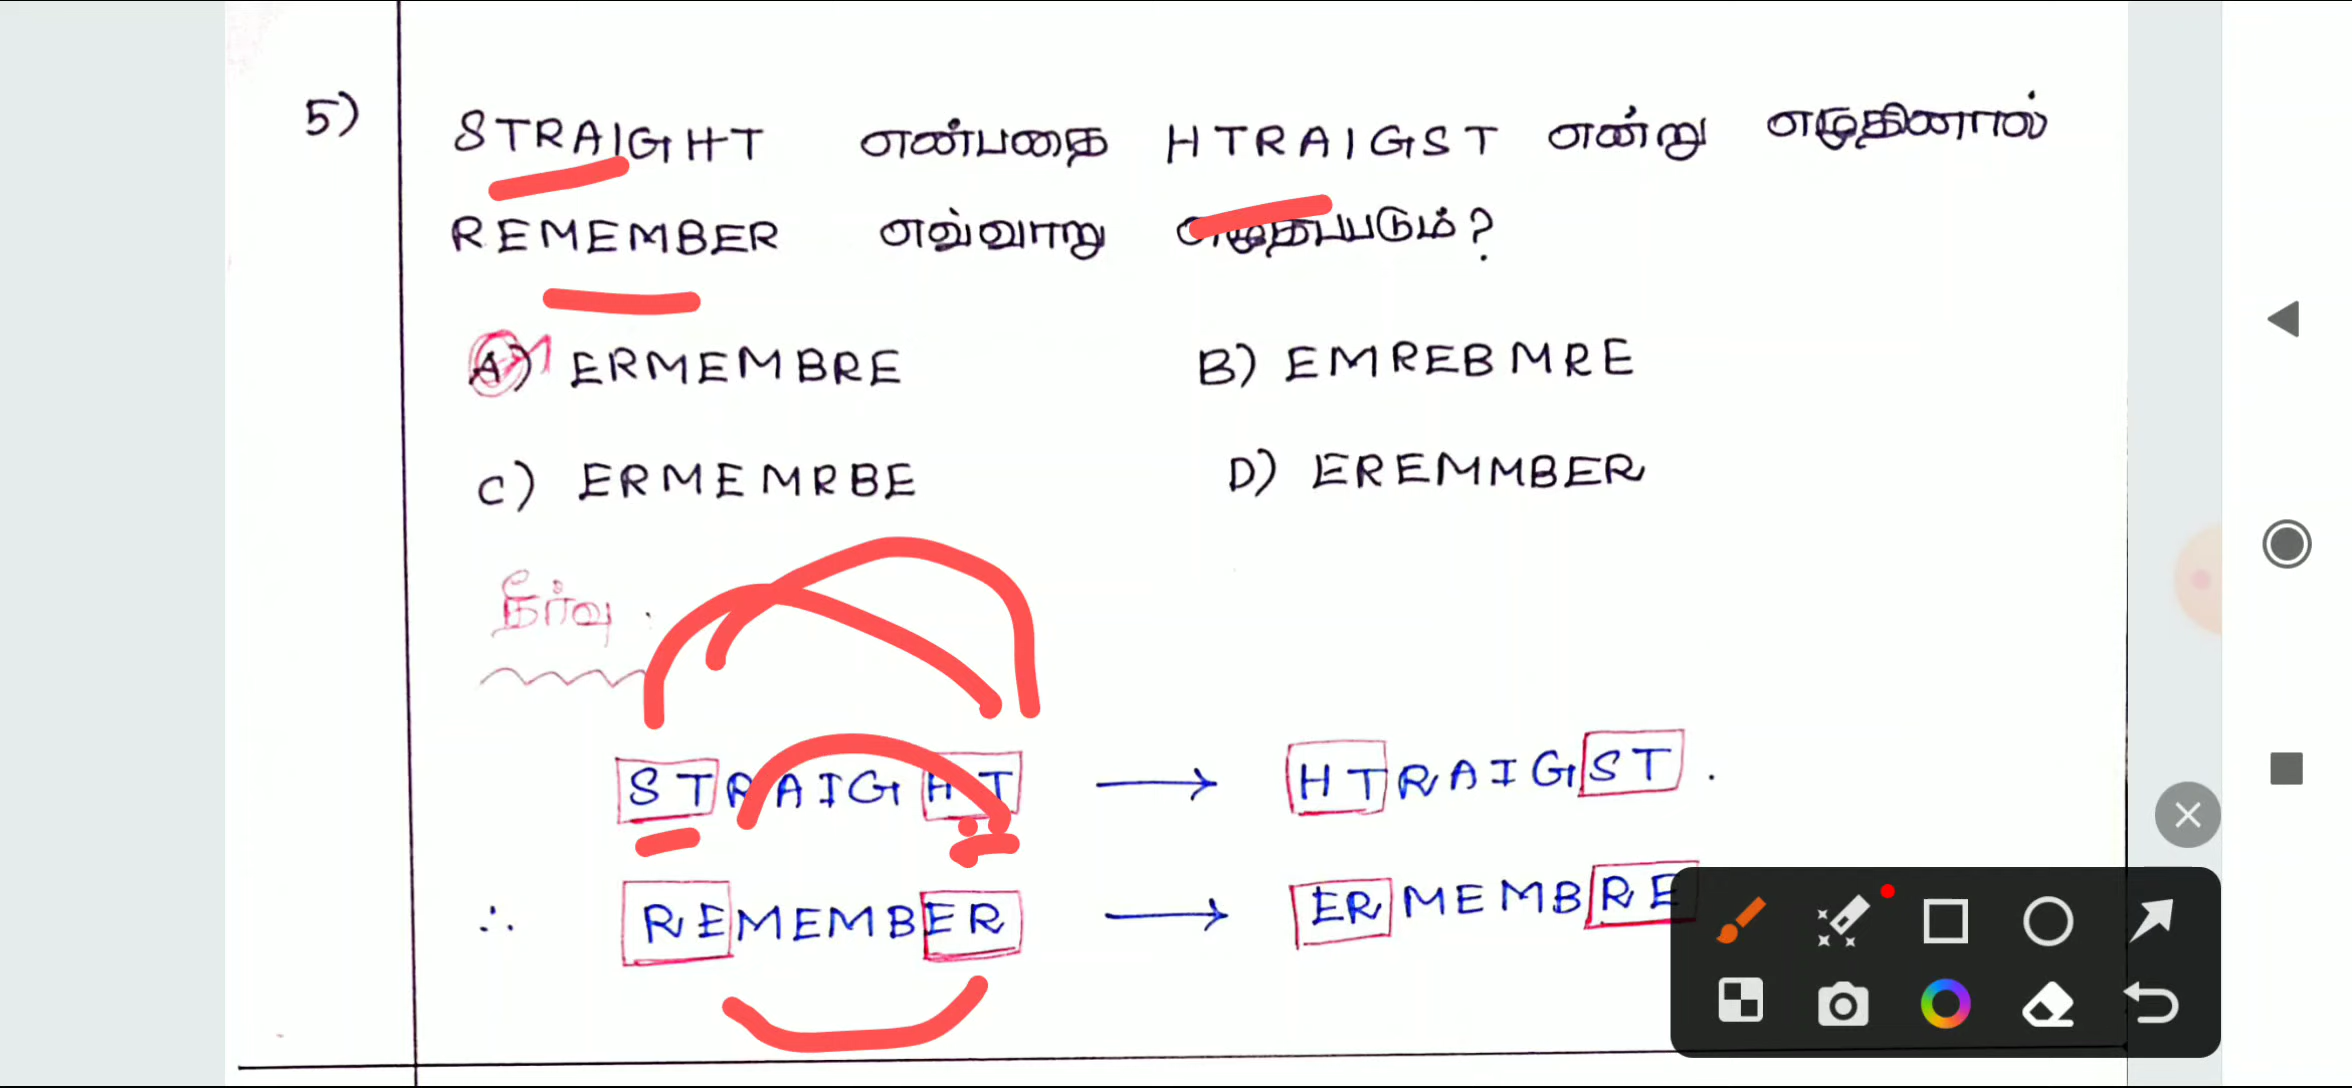 5) STRAIGHT என்பதை HTRAIGST என்று எழுதினால்
REMEMBER எவ்வாறு எழுதப்படும்?
A) ERMEMBRE B) EMREBMRE
C) ERMEMRBE D) EREMMBER
தீர்வு :
STRAIGHT → HTRAIGST .
∴ REMEMBER → ERMEMBRE